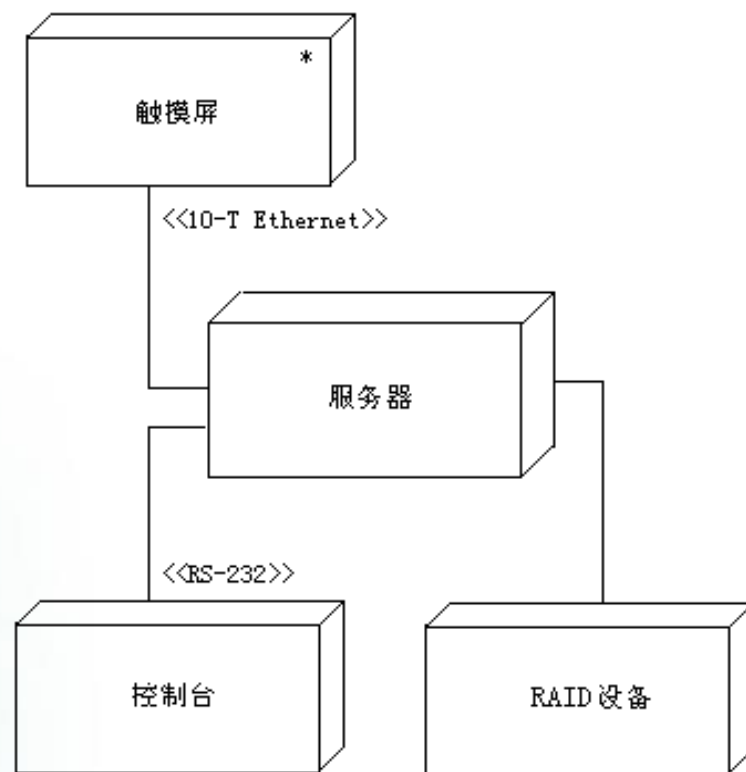 *
触摸屏
<<10-T Ethernet>>
服务器
<<RS-232>>
控制台
RAID设备